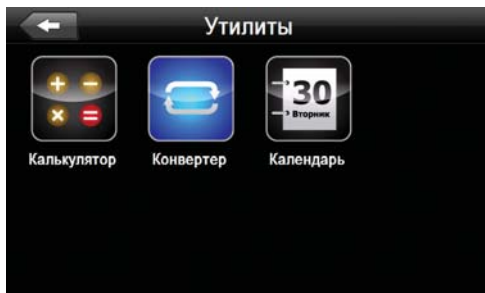 Утилиты
30
Вторник
Калькулятор
Конвертер
Календарь